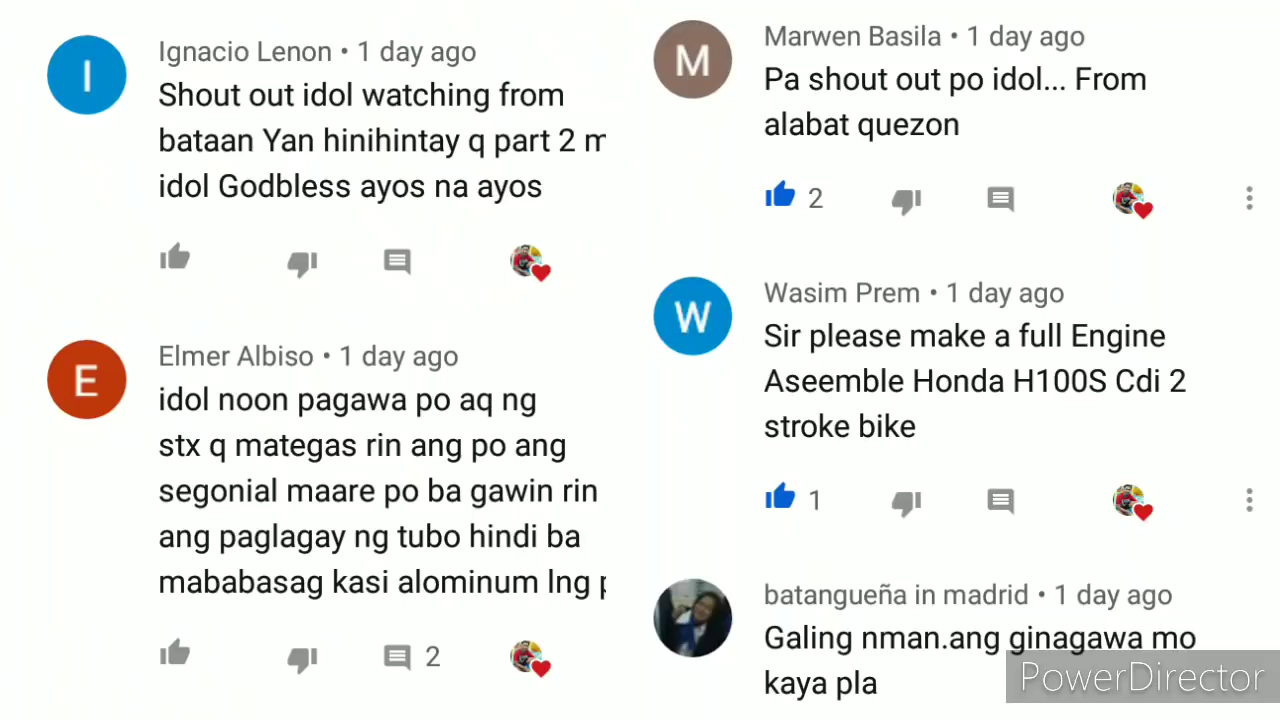 I
Ignacio Lenon • 1 day ago
Shout out idol watching from
bataan Yan hinihintay q part 2 m
idol Godbless ayos na ayos
E
Elmer Albiso • 1 day ago
idol noon pagawa po aq ng
stx q mategas rin ang po ang
segonial maare po ba gawin rin
ang paglagay ng tubo hindi ba
mababasag kasi alominum lng p
2
M
Marwen Basila • 1 day ago
Pa shout out po idol... From
alabat quezon
2
W
Wasim Prem • 1 day ago
Sir please make a full Engine
Aseemble Honda H100S Cdi 2
stroke bike
1
batangueña in madrid • 1 day ago
Galing nman.ang ginagawa mo
kaya pla
PowerDirector